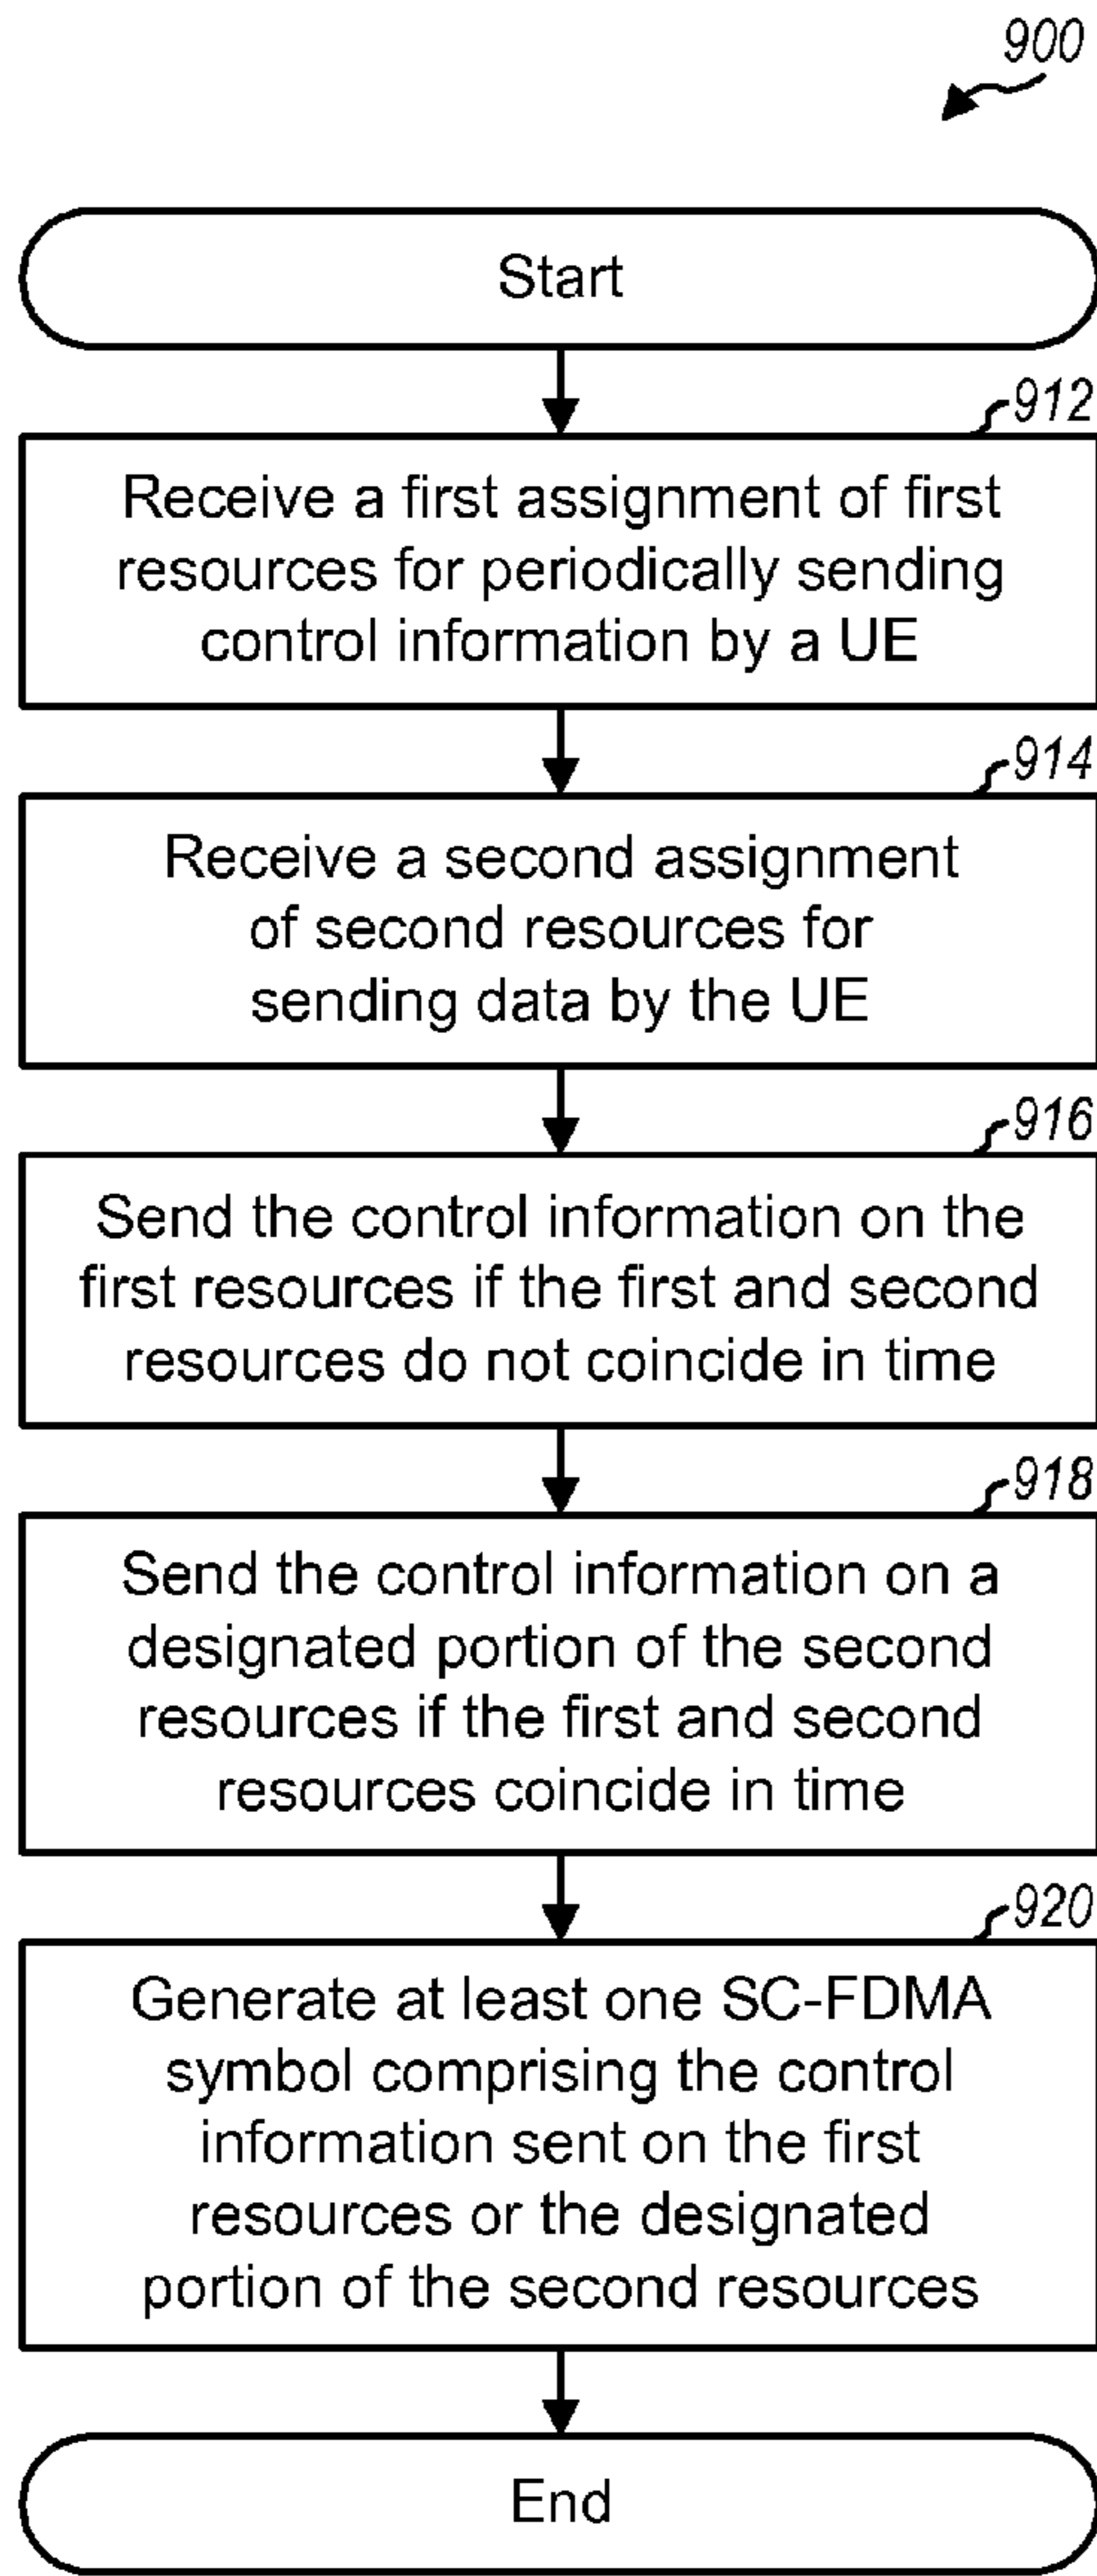 900
Start
912
Receive a first assignment of first
resources for periodically sending
control information by a UE
914
Receive a second assignment
of second resources for
sending data by the UE
916
Send the control information on the
first resources if the first and second
resources do not coincide in time
918
Send the control information on a
designated portion of the second
resources if the first and second
resources coincide in time
920
Generate at least one SC-FDMA
symbol comprising the control
information sent on the first
resources or the designated
portion of the second resources
End